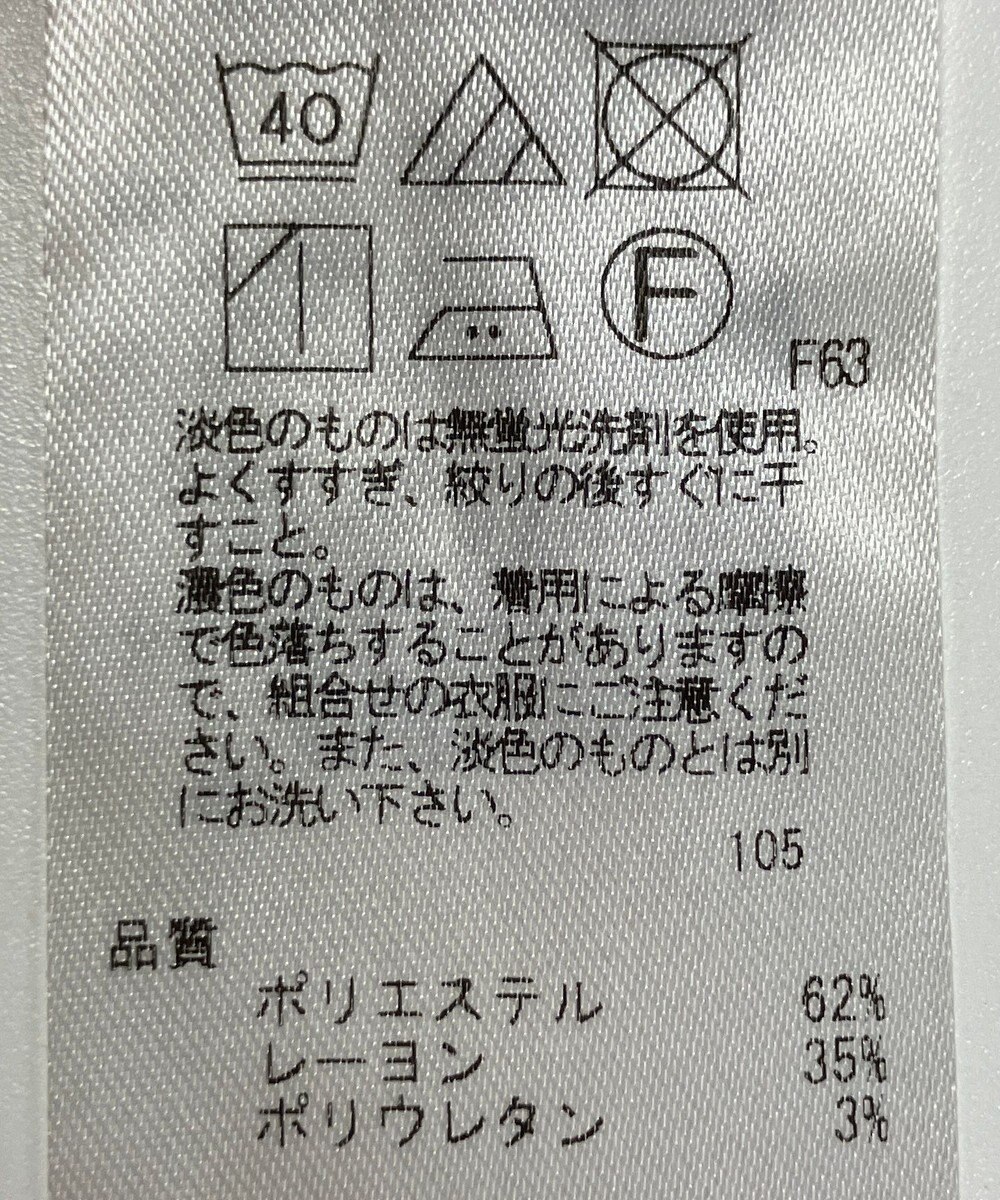 40
F
F63
淡色のものは無蛍光洗剤を使用。
よくすすぎ、絞りの後すぐに干
すこと。
濃色のものは、着用による摩擦
で色落ちすることがありますの
で、組合せの衣服にご注意くだ
さい。また、淡色のものとは別
にお洗い下さい。
105
品質
ポリエステル 62%
レーヨン 35%
ポリウレタン 3%